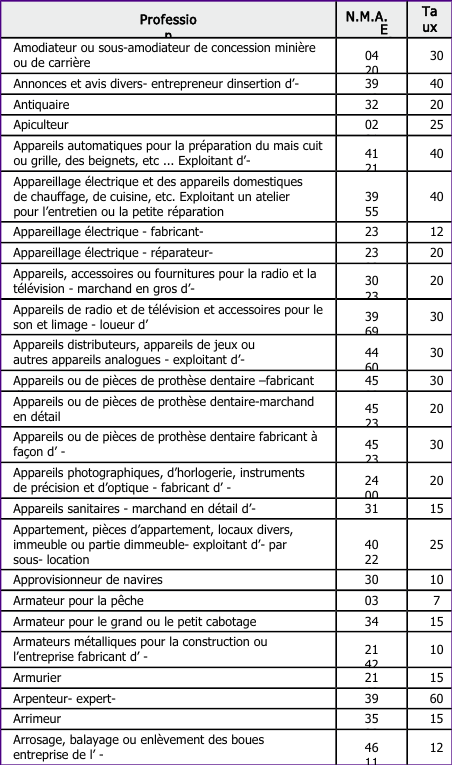 Professio
n
N.M.A.
E
Ta
ux
Amodiateur ou sous-amodiateur de concession minière
ou de carrière
04
20
30
Annonces et avis divers- entrepreneur dinsertion d’-
39
40
Antiquaire
32
20
Apiculteur
02
25
Appareils automatiques pour la préparation du mais cuit
ou grille, des beignets, etc ... Exploitant d’-
41
21
40
Appareillage électrique et des appareils domestiques
de chauffage, de cuisine, etc. Exploitant un atelier
pour l’entretien ou la petite réparation
39
55
40
Appareillage électrique - fabricant-
23
12
Appareillage électrique - réparateur-
23
20
Appareils, accessoires ou fournitures pour la radio et la
télévision - marchand en gros d’-
30
23
20
Appareils de radio et de télévision et accessoires pour le
son et limage - loueur d’
39
69
30
Appareils distributeurs, appareils de jeux ou
autres appareils analogues - exploitant d’-
44
60
30
Appareils ou de pièces de prothèse dentaire –fabricant
45
30
Appareils ou de pièces de prothèse dentaire-marchand
en détail
45
23
20
Appareils ou de pièces de prothèse dentaire fabricant à
façon d’ -
45
23
30
Appareils photographiques, d’horlogerie, instruments
de précision et d’optique - fabricant d’ -
24
00
20
Appareils sanitaires - marchand en détail d’-
31
15
Appartement, pièces d’appartement, locaux divers,
immeuble ou partie dimmeuble- exploitant d’- par
sous- location
40
22
25
Approvisionneur de navires
30
10
Armateur pour la pêche
03
7
Armateur pour le grand ou le petit cabotage
34
15
Armateurs métalliques pour la construction ou
l’entreprise fabricant d’ -
21
42
10
Armurier
21
15
Arpenteur- expert-
39
60
Arrimeur
35
15
Arrosage, balayage ou enlèvement des boues
entreprise de l’ -
46
11
12